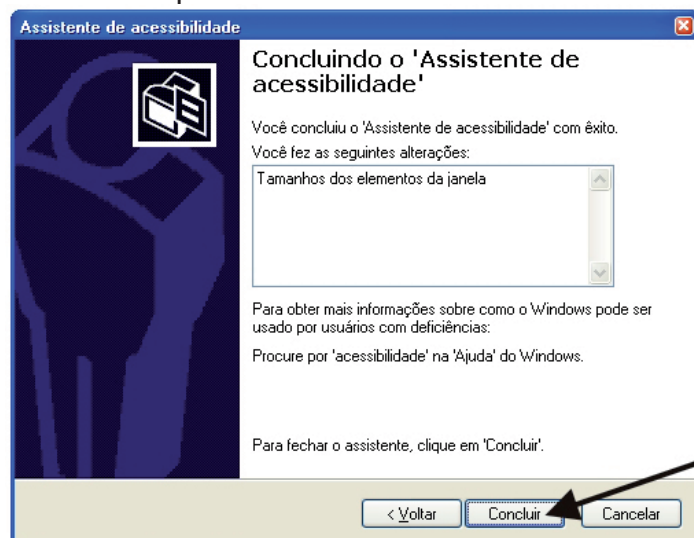 Assistente de acessibilidade
Concluindo o 'Assistente de
acessibilidade'
Você concluiu o 'Assistente de acessibilidade' com êxito.
Você fez as seguintes alterações:
Tamanhos dos elementos da janela
Para obter mais informações sobre como o Windows pode ser
usado por usuários com deficiências:
Procure por 'acessibilidade' na 'Ajuda' do Windows.
Para fechar o assistente, clique em 'Concluir'.
< Voltar Concluir Cancelar